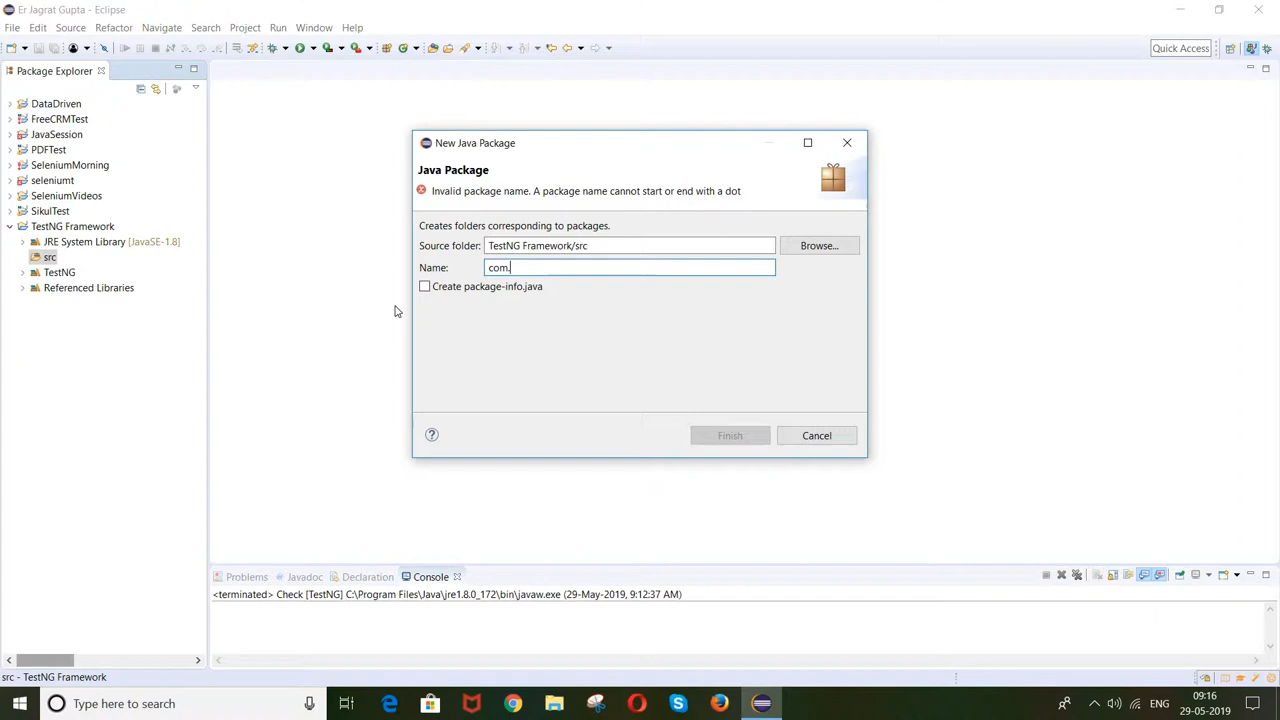 Er Jagrat Gupta - Eclipse
File Edit Source Refactor Navigate Search Project Run Window Help
Quick Access
Package Explorer
DataDriven
FreeCRMTest
JavaSession
PDFTest
SeleniumMorning
seleniumt
SeleniumVideos
SikulTest
TestNG Framework
JRE System Library [JavaSE-1.8]
src
TestNG
Referenced Libraries
New Java Package
Java Package
Invalid package name. A package name cannot start or end with a dot
Creates folders corresponding to packages.
Source folder: TestNG Framework/src Browse...
Name: com.
Create package-info.java
Finish Cancel
Problems Javadoc Declaration Console
<terminated> Check [TestNG] C:\Program Files\Java\jre1.8.0_172\bin\javaw.exe (29-May-2019, 9:12:37 AM)
src - TestNG Framework
Type here to search
ENG
09:16
29-05-2019